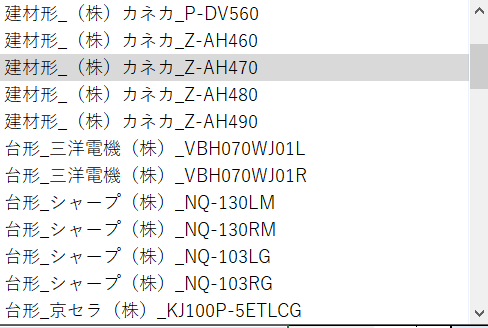 建材形_（株）カネカ_P-DV560
建材形_（株）カネカ_Z-AH460
建材形_（株）カネカ_Z-AH470
建材形_（株）カネカ_Z-AH480
建材形_（株）カネカ_Z-AH490
台形_三洋電機（株）_VBH070WJ01L
台形_三洋電機（株）_VBH070WJ01R
台形_シャープ（株）_NQ-130LM
台形_シャープ（株）_NQ-130RM
台形_シャープ（株）_NQ-103LG
台形_シャープ（株）_NQ-103RG
台形_京セラ（株）_KJ100P-5ETLCG